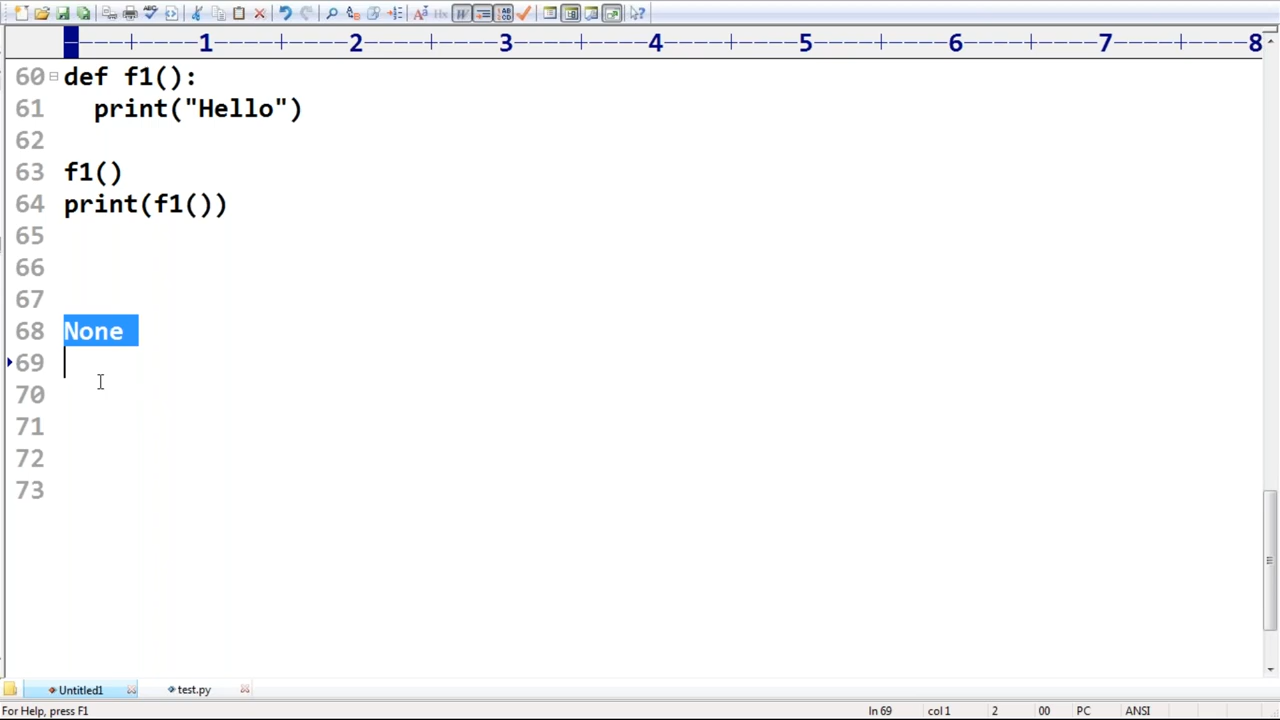 1 2 3 4 5 6 7 8
60 def f1():
61 print("Hello")
62
63 f1()
64 print(f1())
65
66
67
68 None
69
70
71
72
73
Untitled1 test.py
For Help, press F1 ln 69 col 1 2 00 PC ANSI